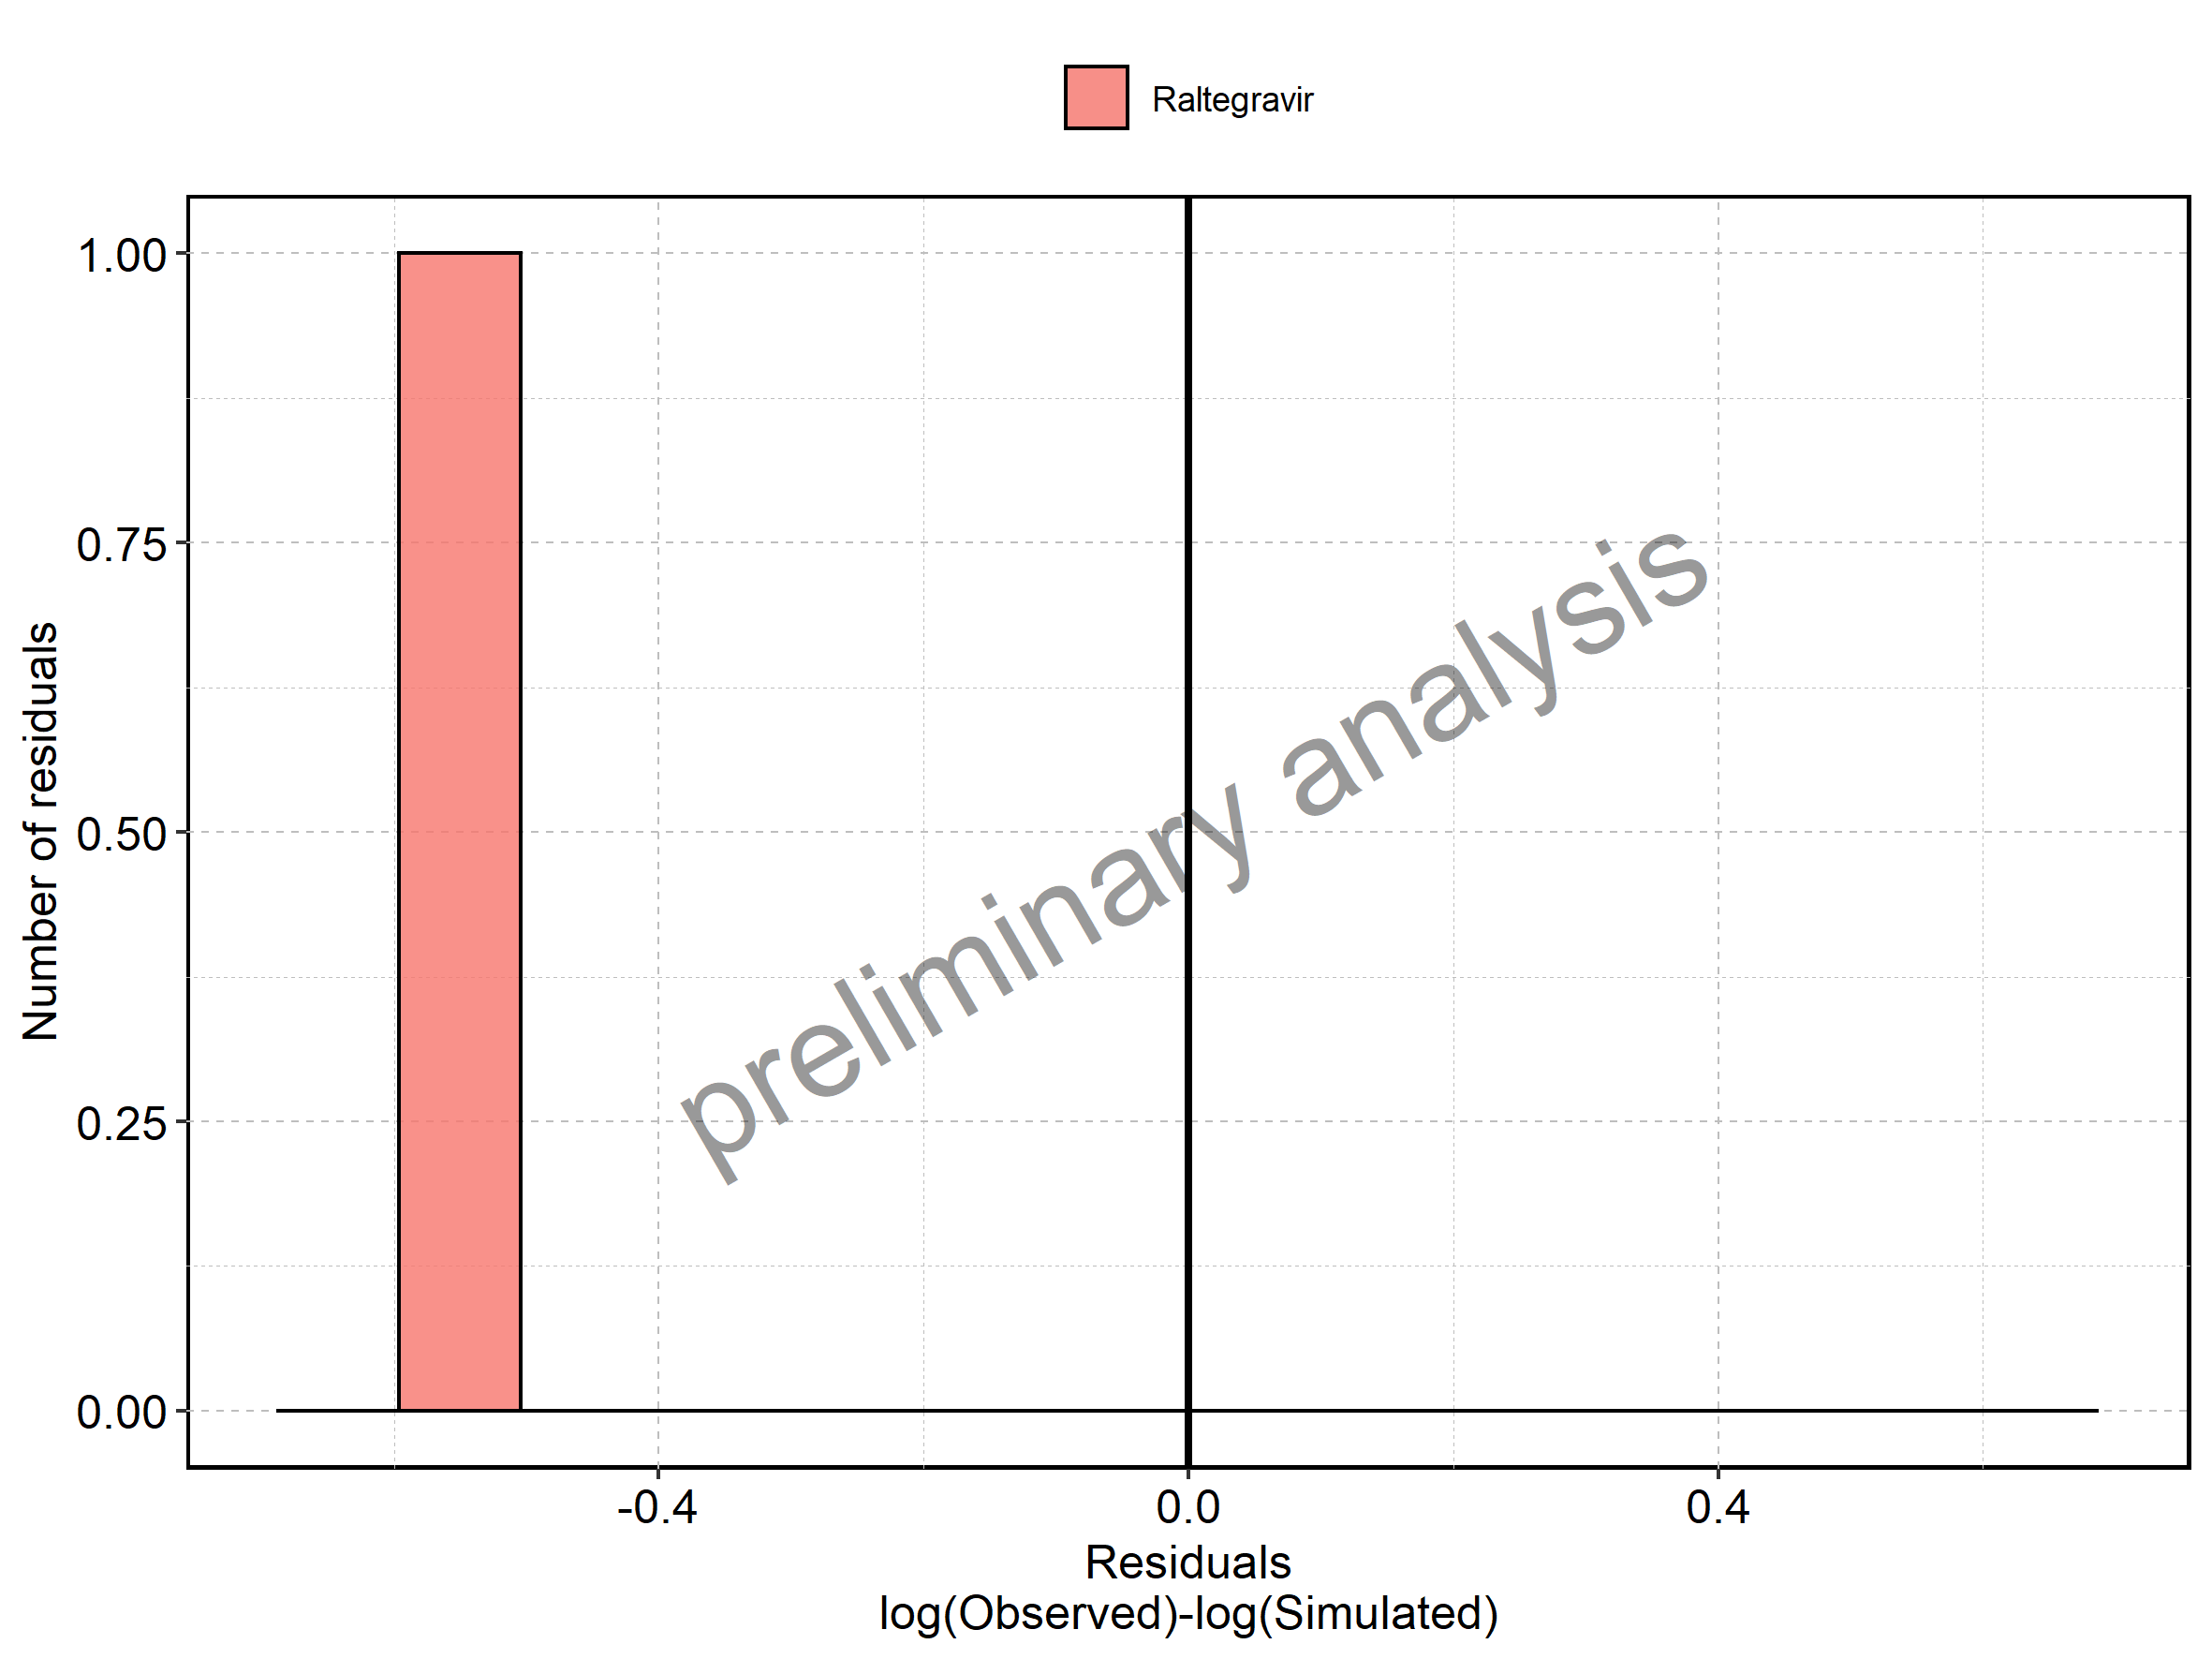 Raltegravir
1.00
0.75
0.50
0.25
0.00
Number of residuals
preliminary analysis
-0.4
0.0
0.4
Residuals
log(Observed)-log(Simulated)